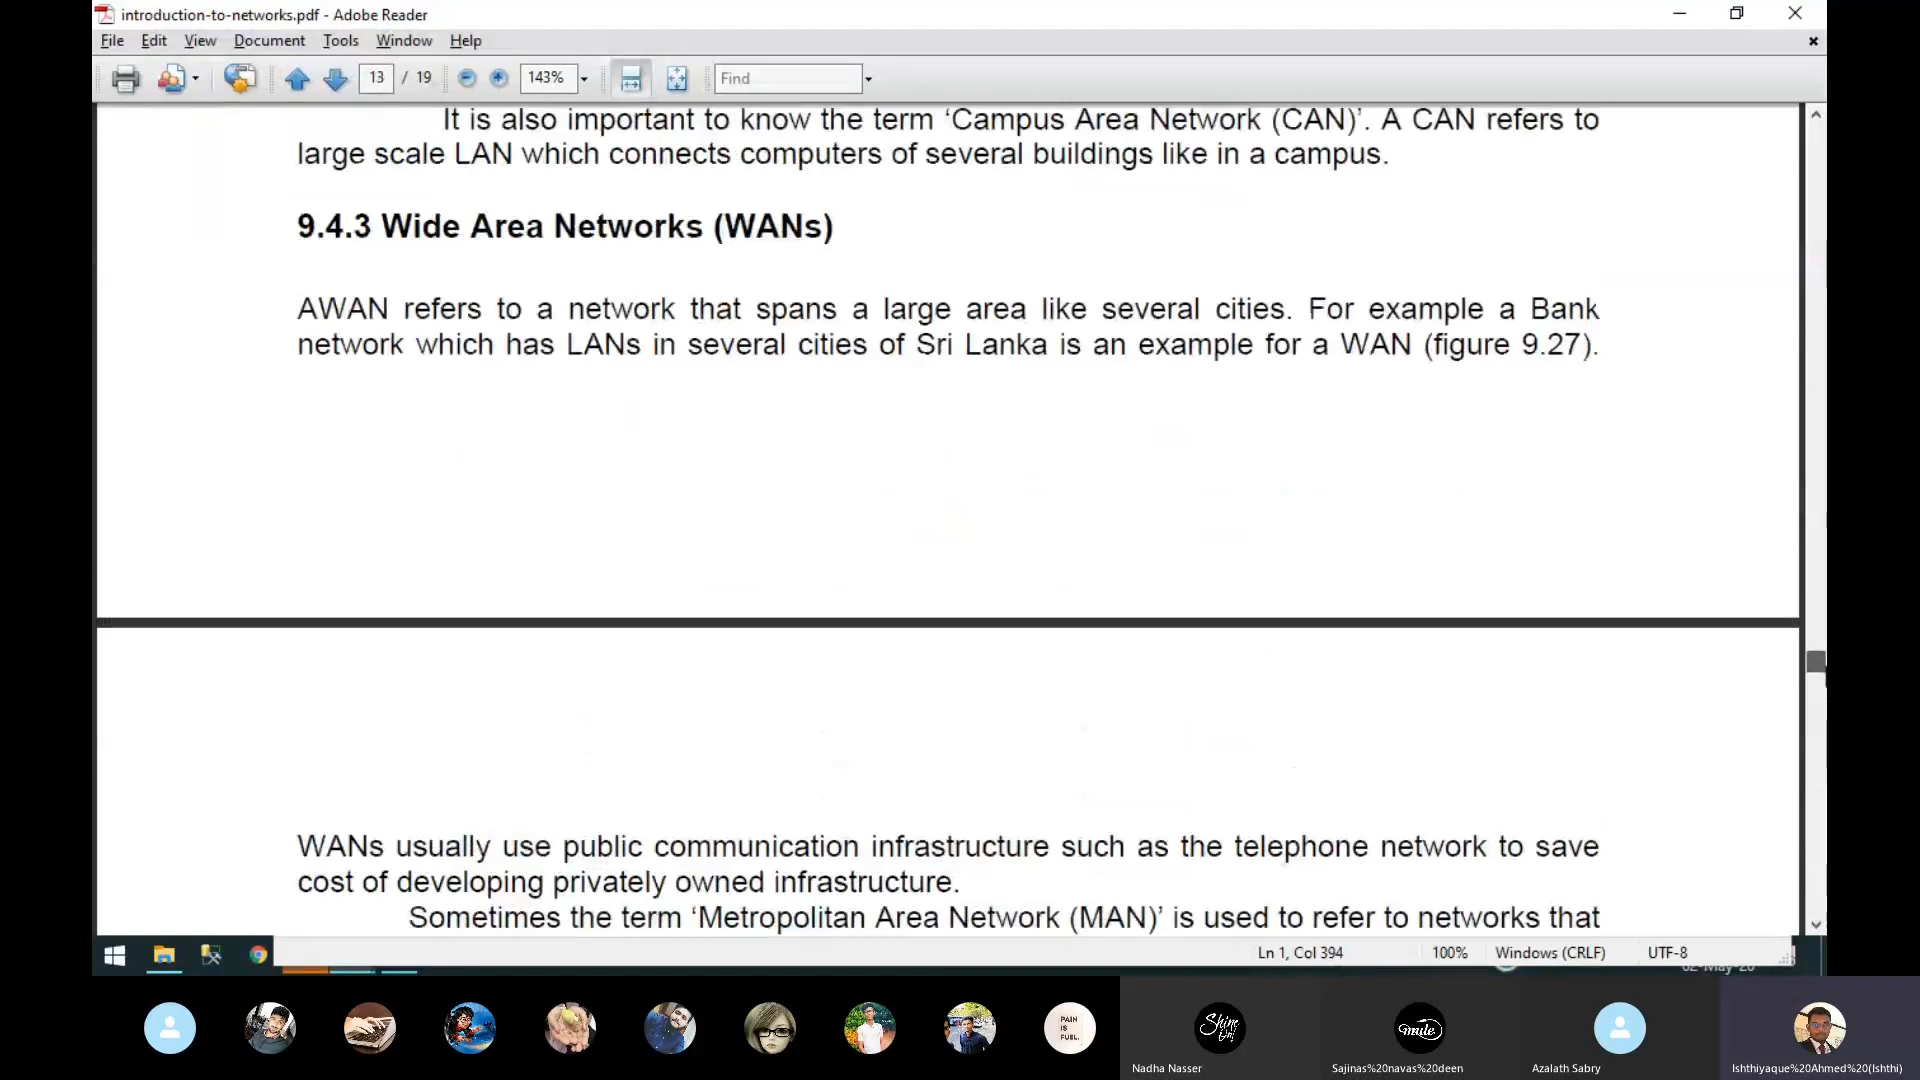 introduction-to-networks.pdf - Adobe Reader
File Edit View Document Tools Window Help
13 / 19 143% Find
It is also important to know the term ‘Campus Area Network (CAN)’. A CAN refers to
large scale LAN which connects computers of several buildings like in a campus.
9.4.3 Wide Area Networks (WANs)
AWAN refers to a network that spans a large area like several cities. For example a Bank
network which has LANs in several cities of Sri Lanka is an example for a WAN (figure 9.27).
WANs usually use public communication infrastructure such as the telephone network to save
cost of developing privately owned infrastructure.
Sometimes the term ‘Metropolitan Area Network (MAN)’ is used to refer to networks that
Ln 1, Col 394 100% Windows (CRLF) UTF-8
02-May-20
PAIN
IS
FUEL.
Shine
Girl
Smile
Nadha Nasser Sajinas%20navas%20deen Azalath Sabry Ishthiyaque%20Ahmed%20(Ishthi)